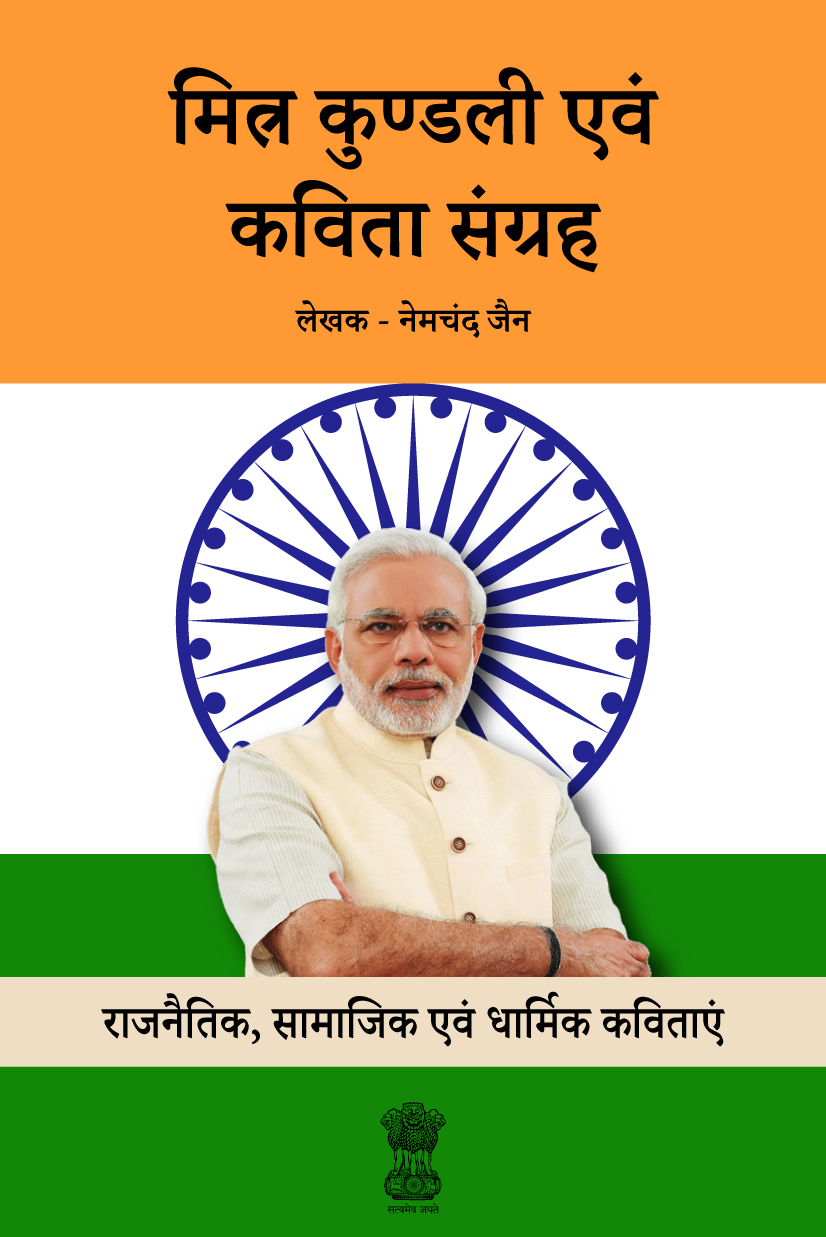 मित्र कुण्डली एवं
कविता संग्रह
लेखक - नेमचंद जैन
राजनैतिक, सामाजिक एवं धार्मिक कविताएं
सत्यमेव जयते